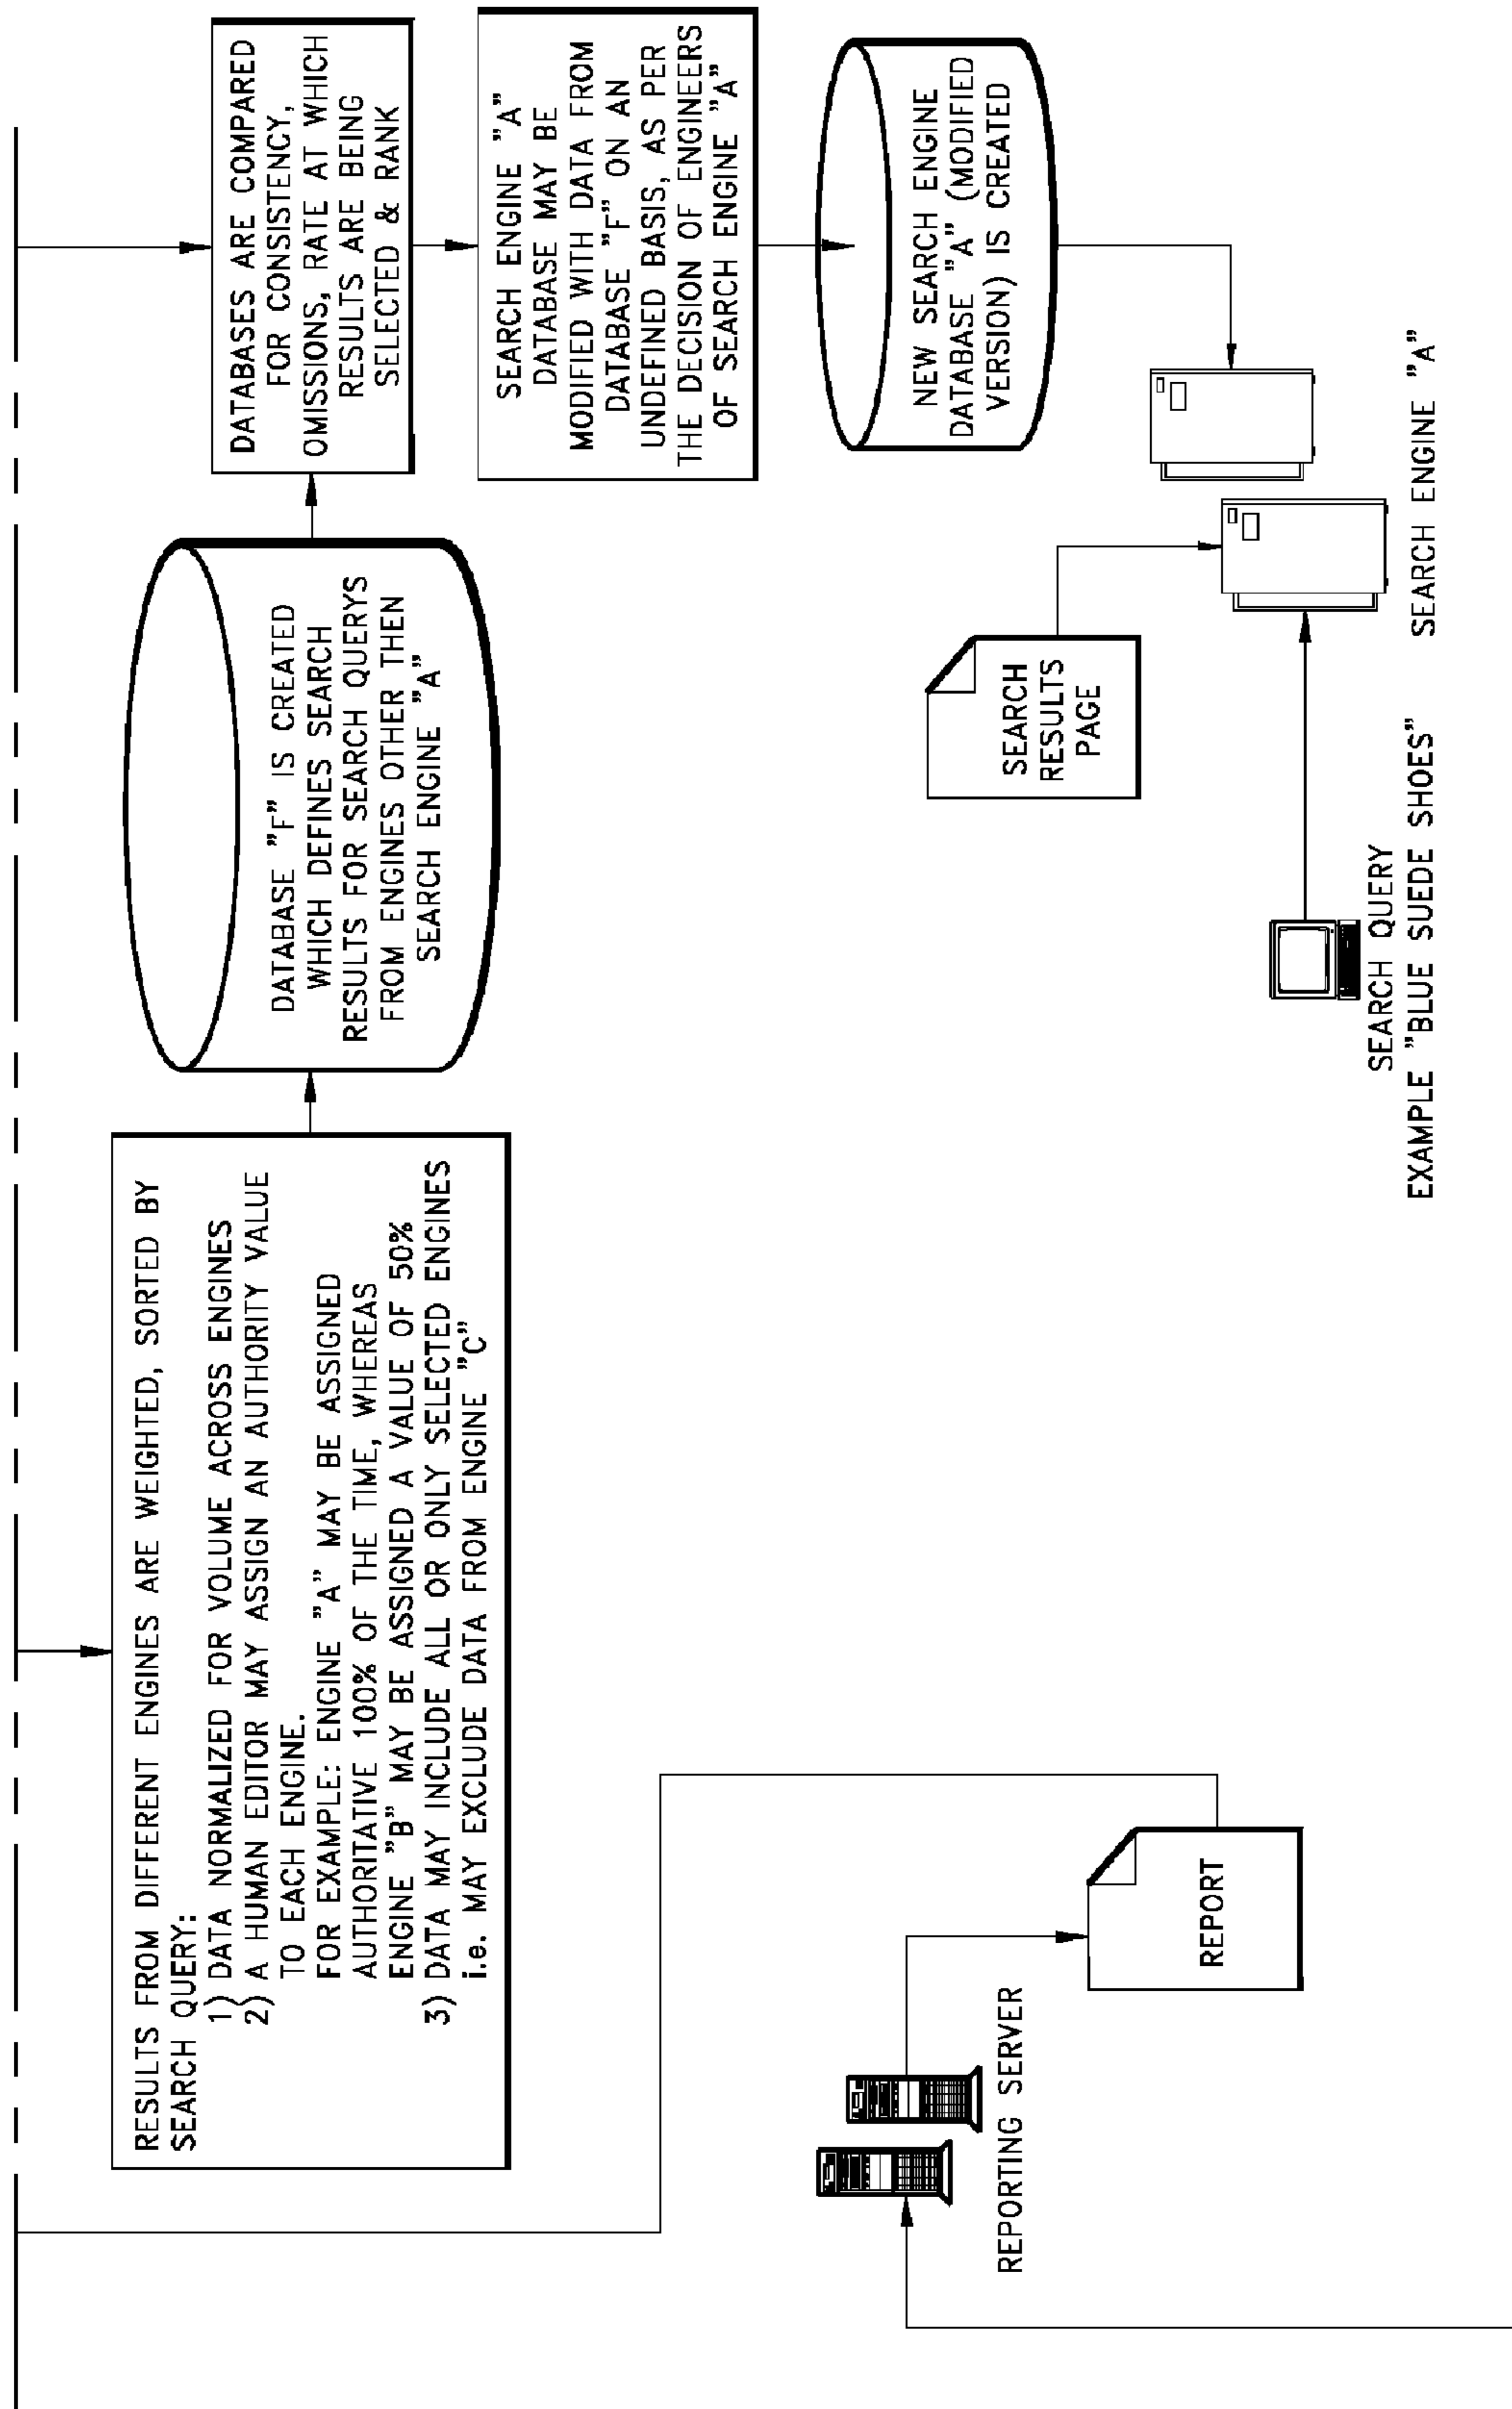 RESULTS FROM DIFFERENT ENGINES ARE WEIGHTED, SORTED BY
SEARCH QUERY:
1) DATA NORMALIZED FOR VOLUME ACROSS ENGINES
2) A HUMAN EDITOR MAY ASSIGN AN AUTHORITY VALUE
TO EACH ENGINE.
FOR EXAMPLE: ENGINE "A" MAY BE ASSIGNED
AUTHORITATIVE 100% OF THE TIME, WHEREAS
ENGINE "B" MAY BE ASSIGNED A VALUE OF 50%
3) DATA MAY INCLUDE ALL OR ONLY SELECTED ENGINES
i.e. MAY EXCLUDE DATA FROM ENGINE "C"
DATABASE "F" IS CREATED
WHICH DEFINES SEARCH
RESULTS FOR SEARCH QUERYS
FROM ENGINES OTHER THEN
SEARCH ENGINE "A"
DATABASES ARE COMPARED
FOR CONSISTENCY,
OMISSIONS, RATE AT WHICH
RESULTS ARE BEING
SELECTED & RANK
SEARCH ENGINE "A"
DATABASE MAY BE
MODIFIED WITH DATA FROM
DATABASE "F" ON AN
UNDEFINED BASIS, AS PER
THE DECISION OF ENGINEERS
OF SEARCH ENGINE "A"
NEW SEARCH ENGINE
DATABASE "A" (MODIFIED
VERSION) IS CREATED
REPORTING SERVER
REPORT
SEARCH
RESULTS
PAGE
SEARCH QUERY
EXAMPLE "BLUE SUEDE SHOES"
SEARCH ENGINE "A"